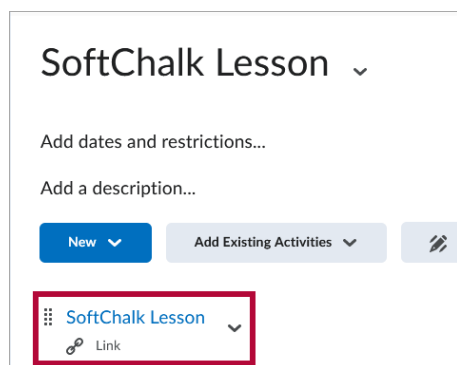 SoftChalk Lesson
Add dates and restrictions...
Add a description...
New Add Existing Activities
SoftChalk Lesson
Link